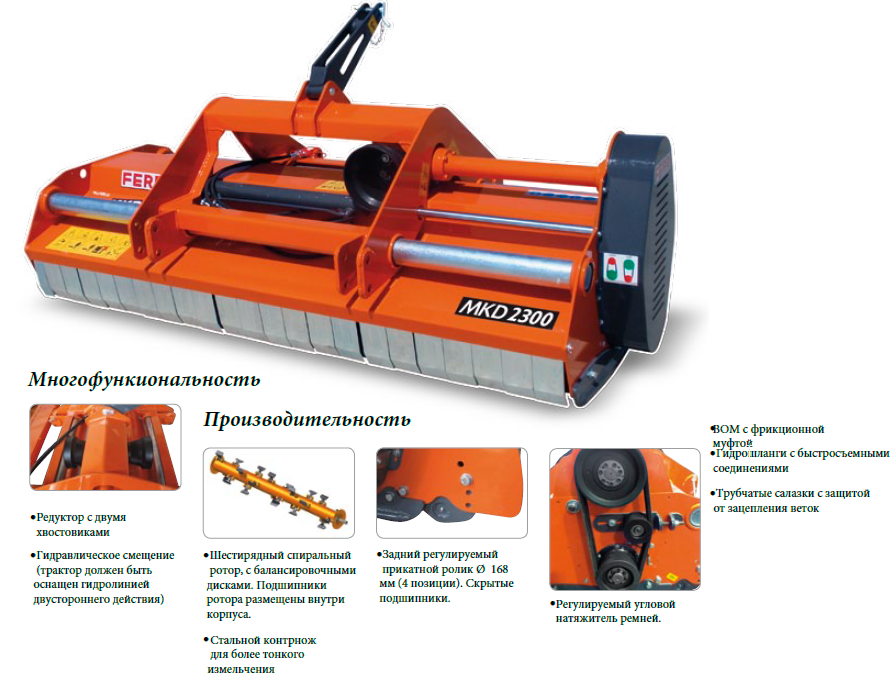 FERR
MKD 2300
Многофункиональность
Производительность
•Редуктор с двумя
хвостовиками
•Гидравлическое смещение
(трактор должен быть
оснащен гидролинией
двустороннего действия)
•Шестирядный спиральный
ротор, с балансировочными
дисками. Подшипники
ротора размещены внутри
корпуса.
•Стальной контрнож
для более тонкого
измельчения
•Задний регулируемый
прикатной ролик Ø 168
мм (4 позиции). Скрытые
подшипники.
•Регулируемый угловой
натяжитель ремней.
•ВОМ с фрикционной
муфтой
•Гидрошланги с быстросъемными
соединениями
•Трубчатые салазки с защитой
от зацепления веток